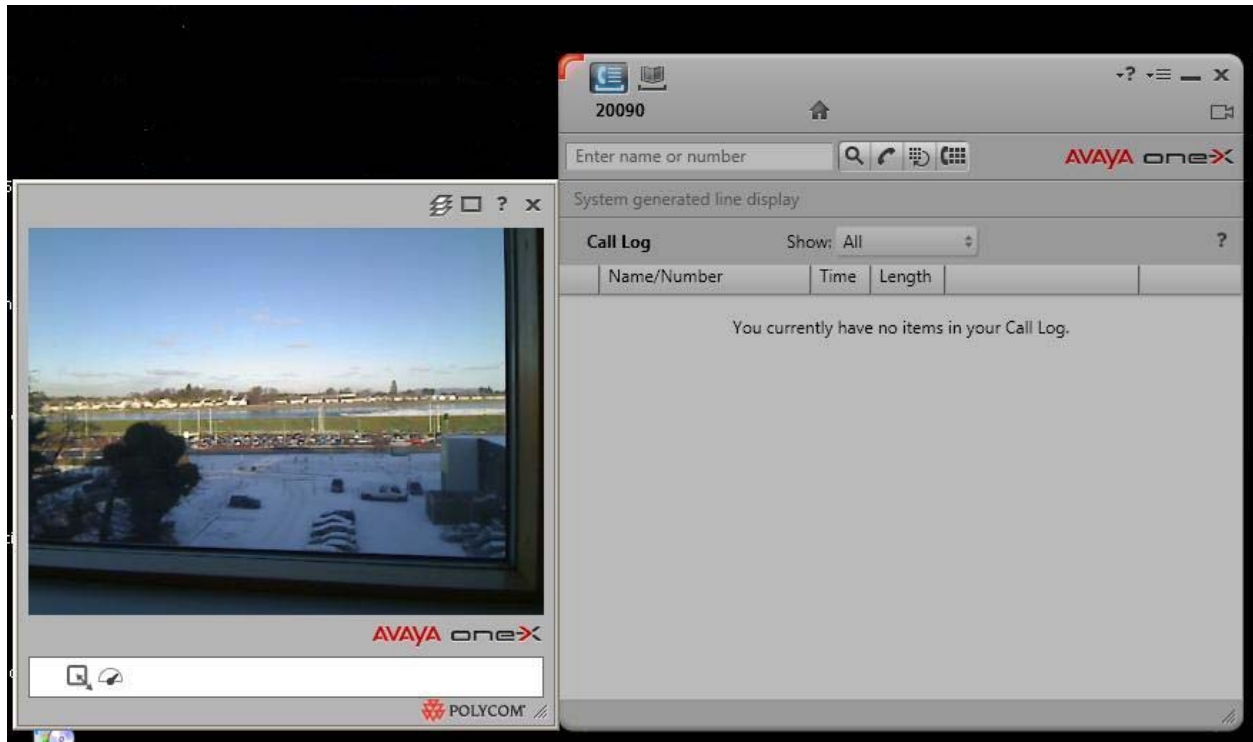 20090
Enter name or number
AVAYA one-X
System generated line display
Call Log Show: All ?
Name/Number Time Length
You currently have no items in your Call Log.
? x
AVAYA one-X
POLYCOM